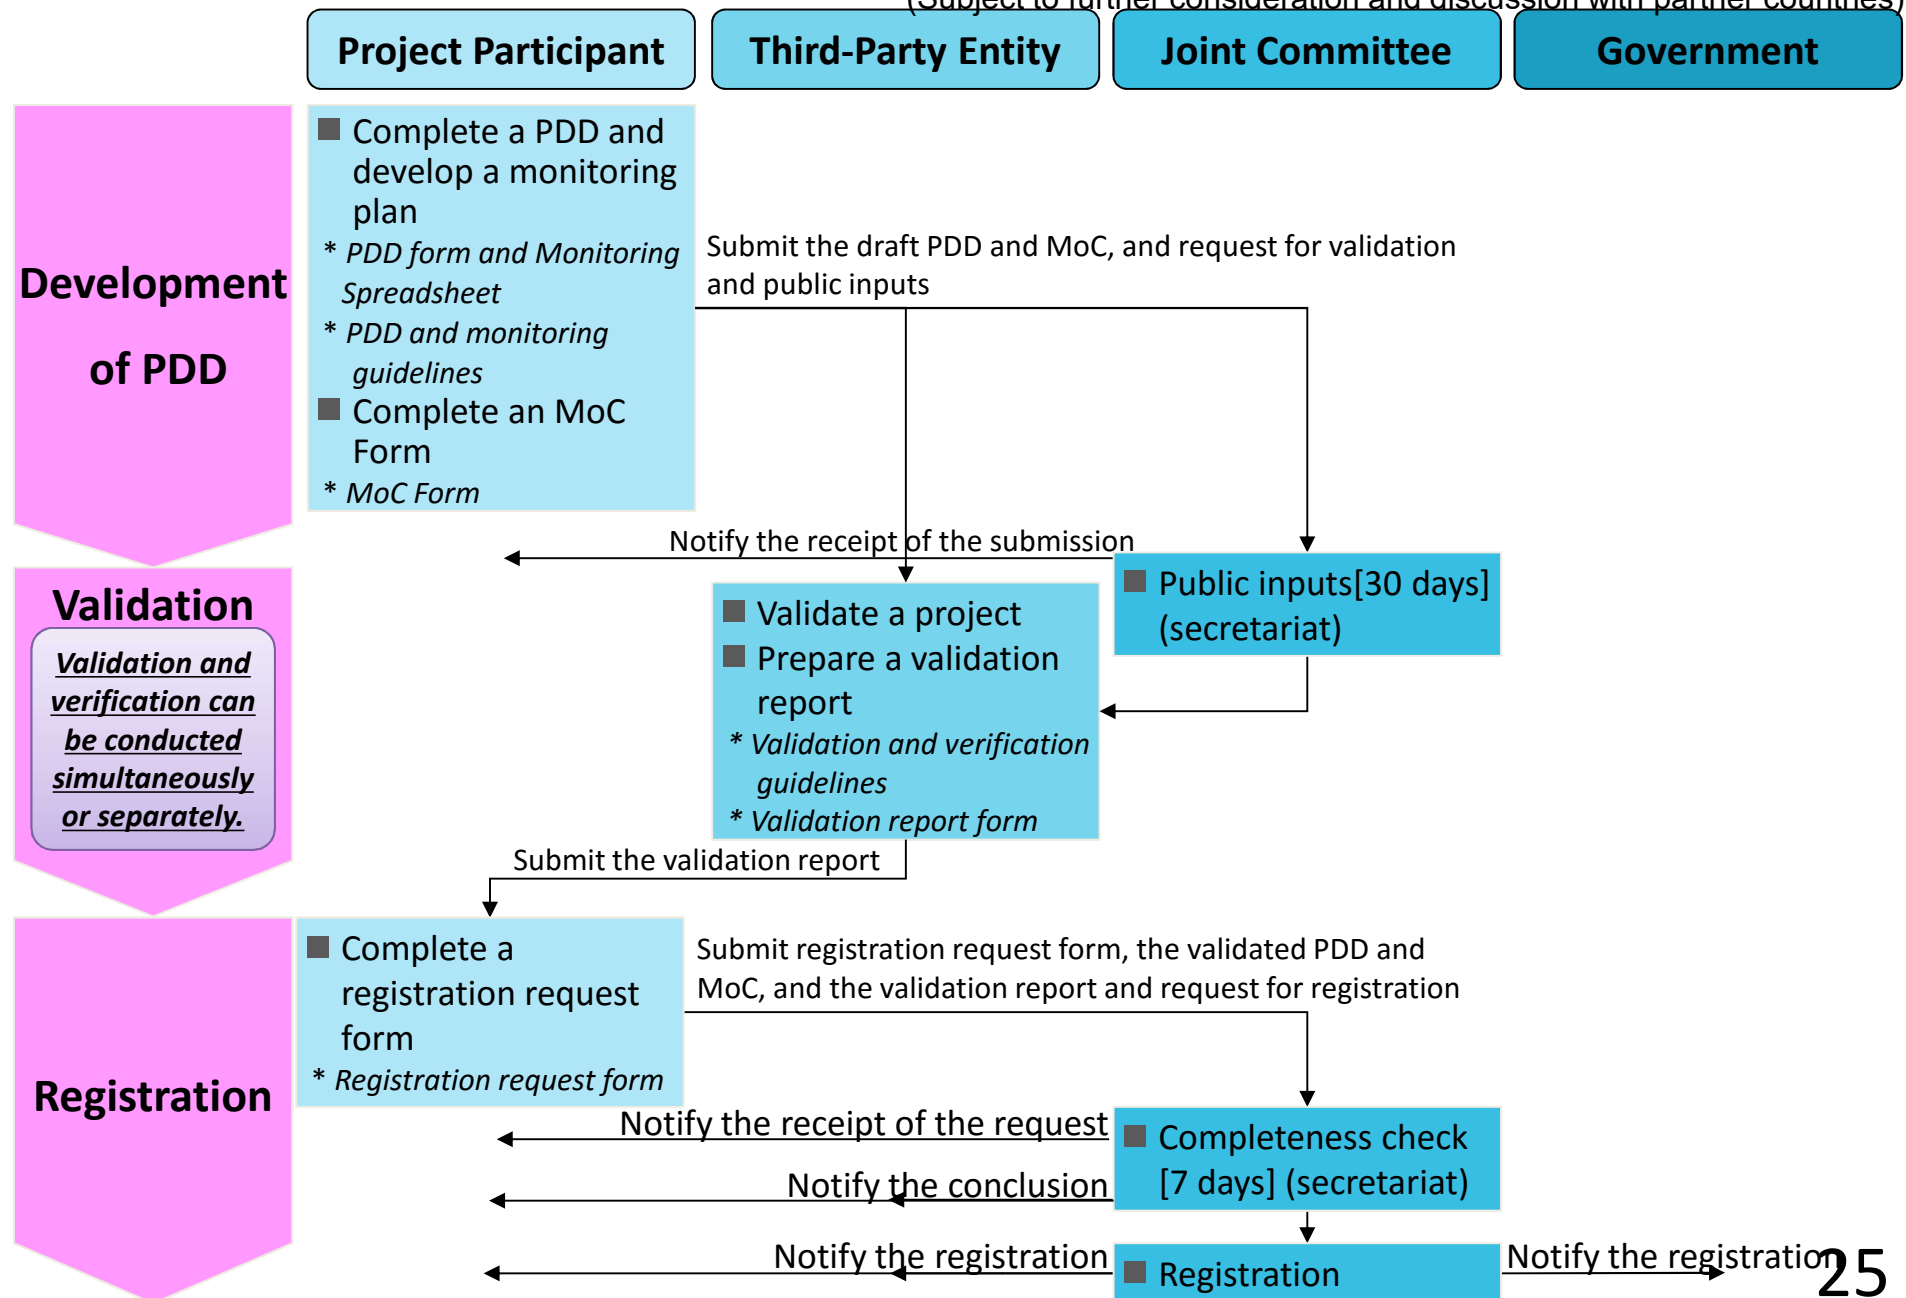 (Subject to further consideration and discussion with partner countries)
Project Participant
Third-Party Entity
Joint Committee
Government
Development
of PDD
Complete a PDD and
develop a monitoring
plan
* PDD form and Monitoring
Spreadsheet
* PDD and monitoring
guidelines
Complete an MoC
Form
* MoC Form
Submit the draft PDD and MoC, and request for validation
and public inputs
Notify the receipt of the submission
Validation
Validation and
verification can
be conducted
simultaneously
or separately.
Validate a project
Prepare a validation
report
* Validation and verification
guidelines
* Validation report form
Public inputs[30 days]
(secretariat)
Submit the validation report
Registration
Complete a
registration request
form
* Registration request form
Submit registration request form, the validated PDD and
MoC, and the validation report and request for registration
Notify the receipt of the request
Completeness check
[7 days] (secretariat)
Notify the conclusion
Notify the registration
Registration
Notify the registration
25